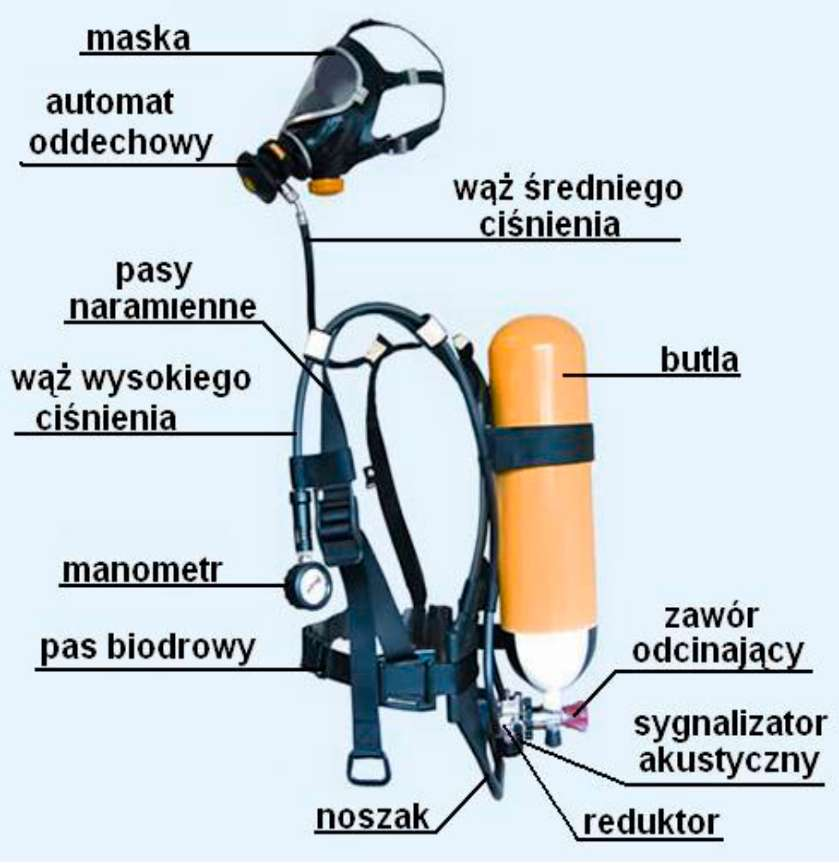 maska
automat
oddechowy
wąż średniego
ciśnienia
pasy
naramienne
wąż wysokiego
ciśnienia
butla
manometr
pas biodrowy
zawór
odcinający
sygnalizator
akustyczny
noszak
reduktor